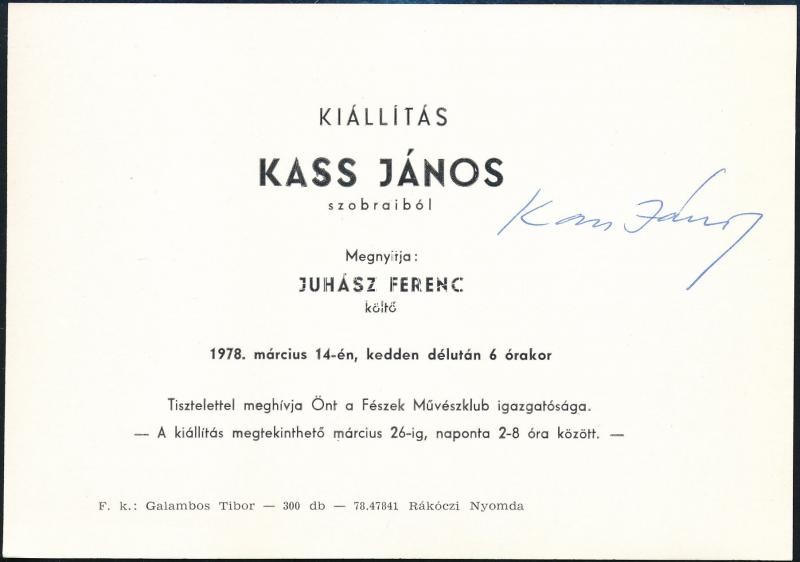 KIÁLLÍTÁS
KASS JÁNOS
szobraiból
Kass János
Megnyitja:
JUHÁSZ FERENC
költő
1978. március 14-én, kedden délután 6 órakor
Tisztelettel meghívja Önt a Fészek Művészklub igazgatósága.
— A kiállítás megtekinthető március 26-ig, naponta 2-8 óra között. —
F. k.: Galambos Tibor — 300 db — 78.47841 Rákóczi Nyomda